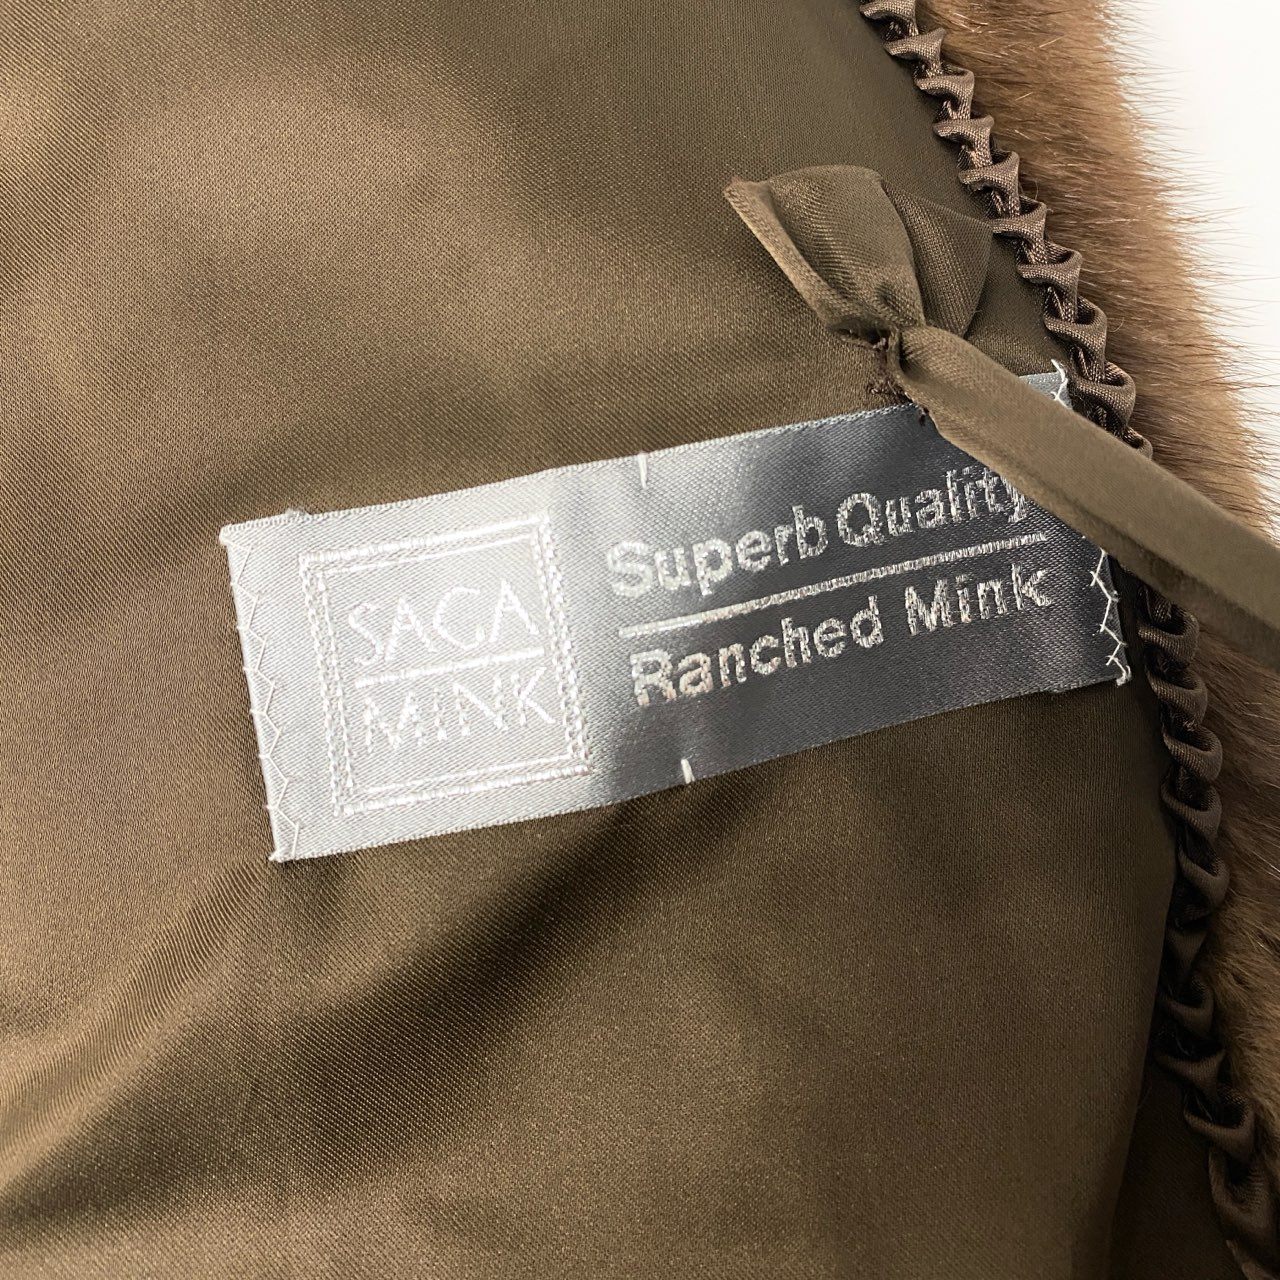 SAGA
MINK
Superb Quality
Ranched Mink